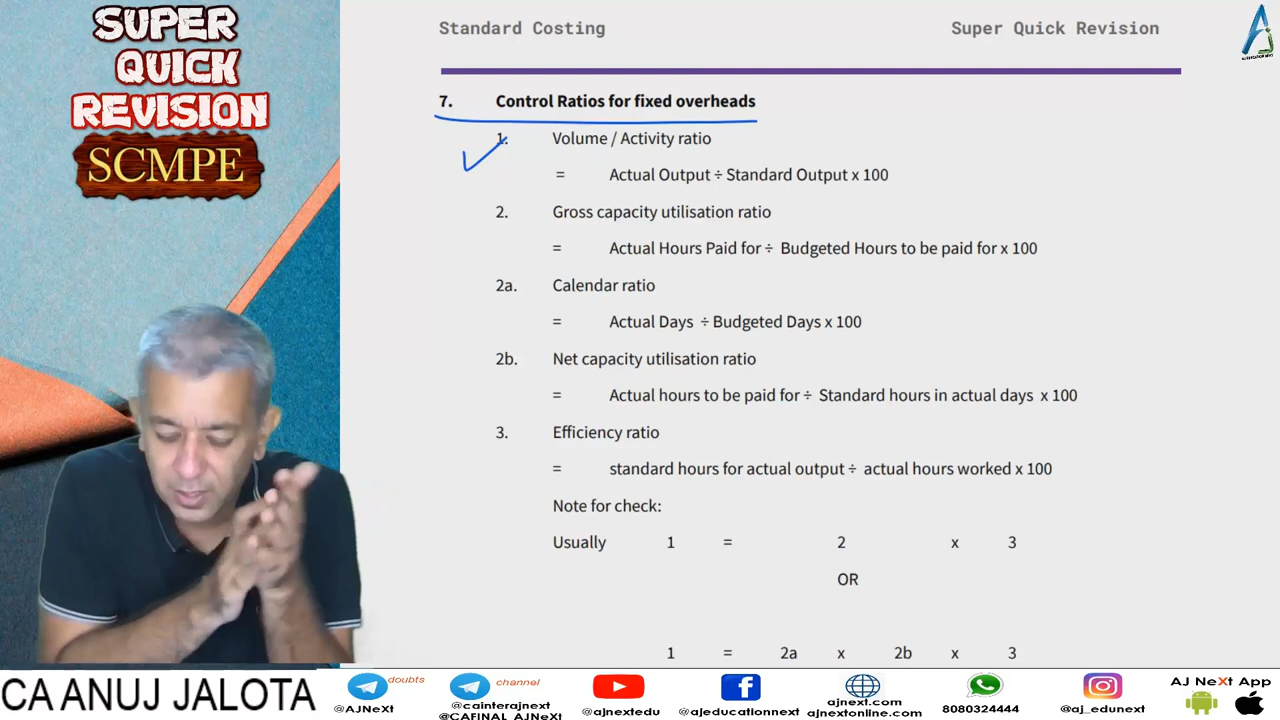 SUPER
QUICK
REVISION
SCMPE
Standard Costing
Super Quick Revision
7. Control Ratios for fixed overheads
1. Volume / Activity ratio
= Actual Output ÷ Standard Output x 100
2. Gross capacity utilisation ratio
= Actual Hours Paid for ÷ Budgeted Hours to be paid for x 100
2a. Calendar ratio
= Actual Days ÷ Budgeted Days x 100
2b. Net capacity utilisation ratio
= Actual hours to be paid for ÷ Standard hours in actual days x 100
3. Efficiency ratio
= standard hours for actual output ÷ actual hours worked x 100
Note for check:
Usually 1 = 2 x 3
OR
1 = 2a x 2b x 3
CA ANUJ JALOTA
doubts
@AJNeXt
channel
@cainterajnext
@CAFINAL_AJNeXt
@ajnextedu
@ajeducationnext
ajnext.com
ajnextonline.com
8080324444
@aj_edunext
AJ NeXt App